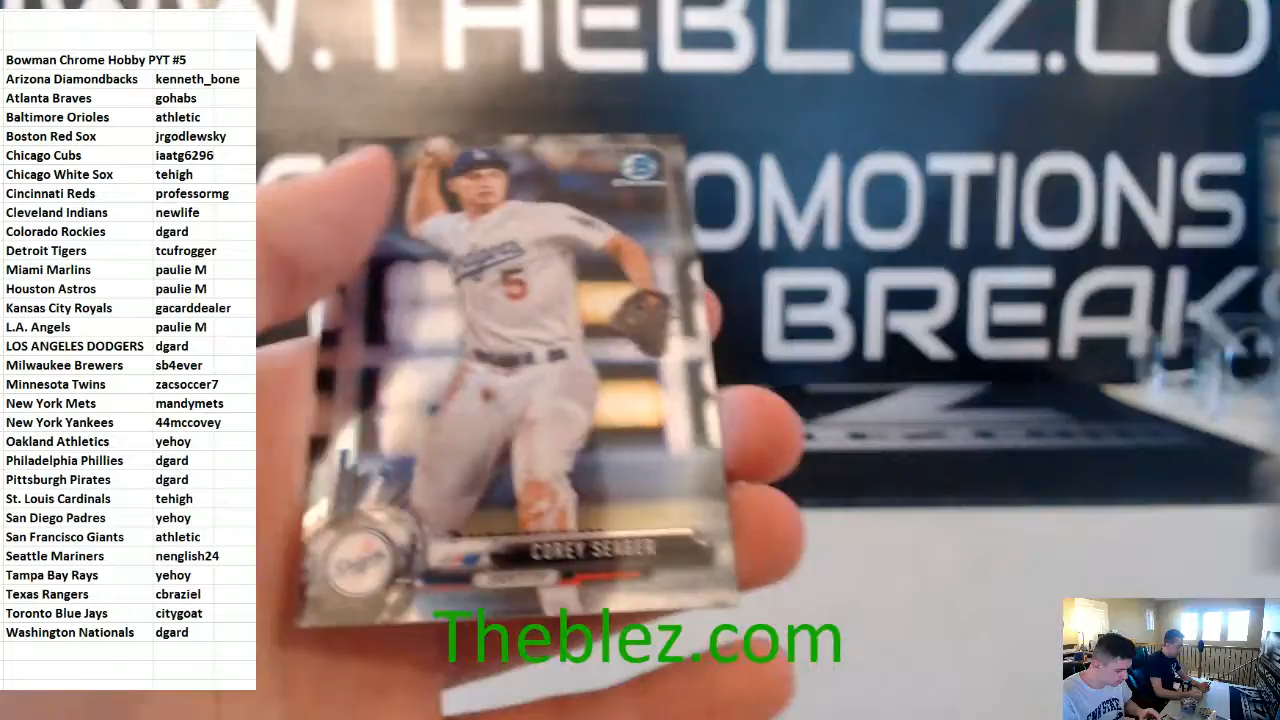 WWW.THEBLEZ.CO
Bowman Chrome Hobby PYT #5
Arizona Diamondbacks kenneth_bone
Atlanta Braves gohabs
Baltimore Orioles athletic
Boston Red Sox jrgodlewsky
Chicago Cubs iaatg6296
Chicago White Sox tehigh
Cincinnati Reds professormg
Cleveland Indians newlife
Colorado Rockies dgard
Detroit Tigers tcufrogger
Miami Marlins paulie M
Houston Astros paulie M
Kansas City Royals gacarddealer
L.A. Angels paulie M
LOS ANGELES DODGERS dgard
Milwaukee Brewers sb4ever
Minnesota Twins zacsoccer7
New York Mets mandymets
New York Yankees 44mccovey
Oakland Athletics yehoy
Philadelphia Phillies dgard
Pittsburgh Pirates dgard
St. Louis Cardinals tehigh
San Diego Padres yehoy
San Francisco Giants athletic
Seattle Mariners nenglish24
Tampa Bay Rays yehoy
Texas Rangers cbraziel
Toronto Blue Jays citygoat
Washington Nationals dgard
OMOTIONS
BREAK
Dodgers
5
COREY SEAGER
Theblez.com
PENN STATE